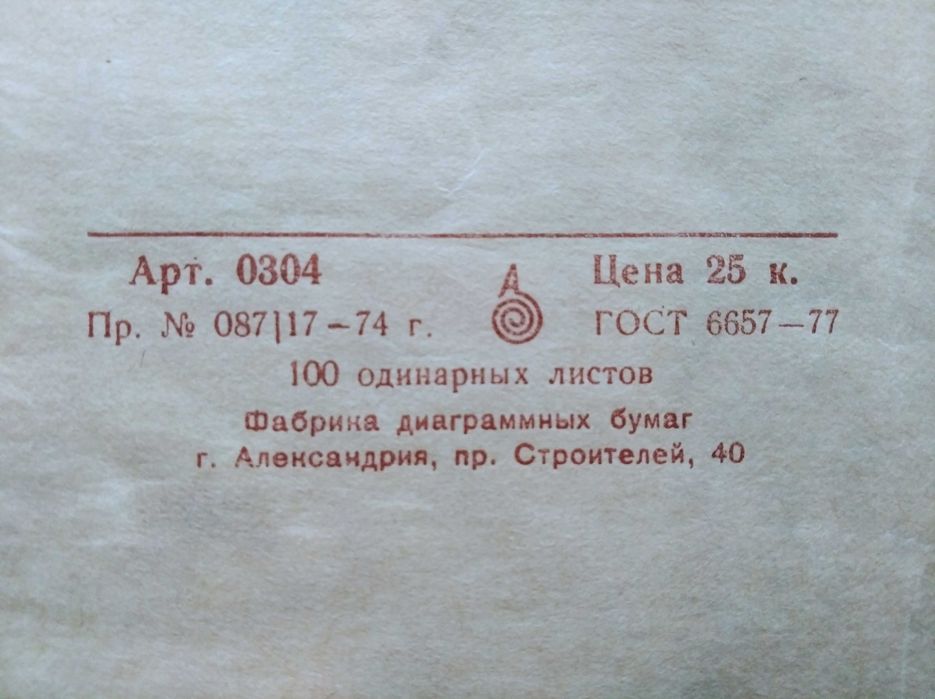 Арт. 0304
А
Цена 25 к.
Пр. № 087|17-74 г.
ГОСТ 6657-77
100 одинарных листов
Фабрика диаграммных бумаг
г. Александрия, пр. Строителей, 40